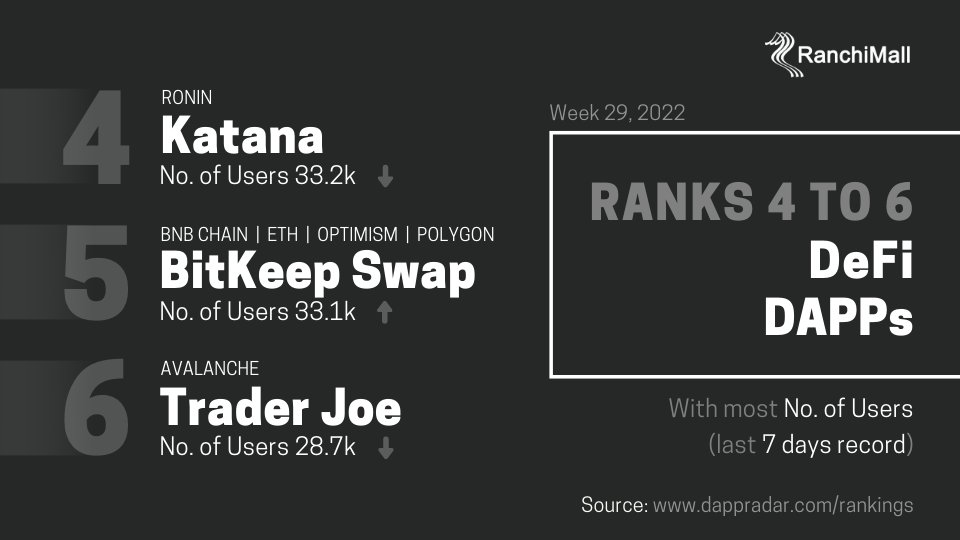 RanchiMall
4
RONIN
Katana
No. of Users 33.2k
5
BNB CHAIN | ETH | OPTIMISM | POLYGON
BitKeep Swap
No. of Users 33.1k
6
AVALANCHE
Trader Joe
No. of Users 28.7k
Week 29, 2022
RANKS 4 TO 6
DeFi
DAPPs
With most No. of Users
(last 7 days record)
Source: www.dappradar.com/rankings